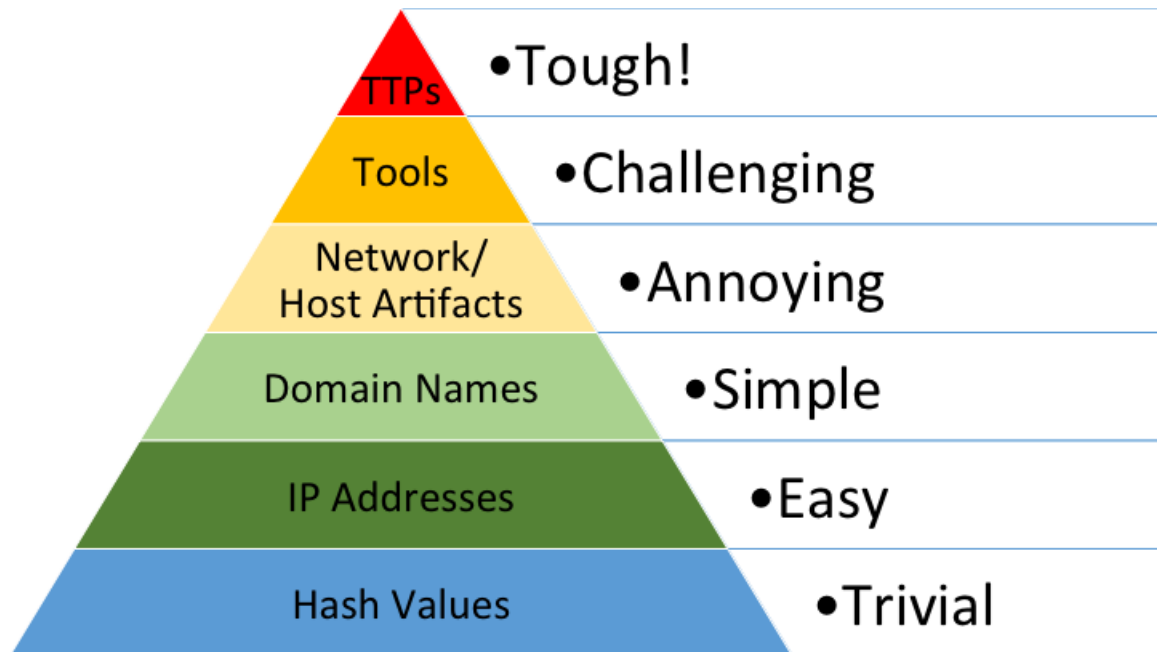 TTPs
•Tough!
Tools
•Challenging
Network/
Host Artifacts
•Annoying
Domain Names
•Simple
IP Addresses
•Easy
Hash Values
•Trivial